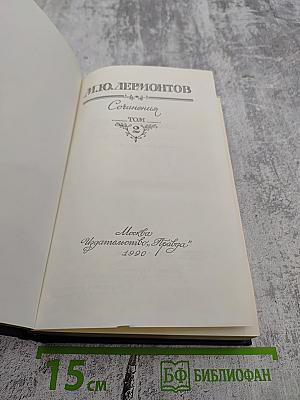 М.Ю.ЛЕРМОНТОВ
Сочинения
ТОМ
2
Москва
Издательство „Правда"
1990
15 см
БФ БИБЛИОФАН